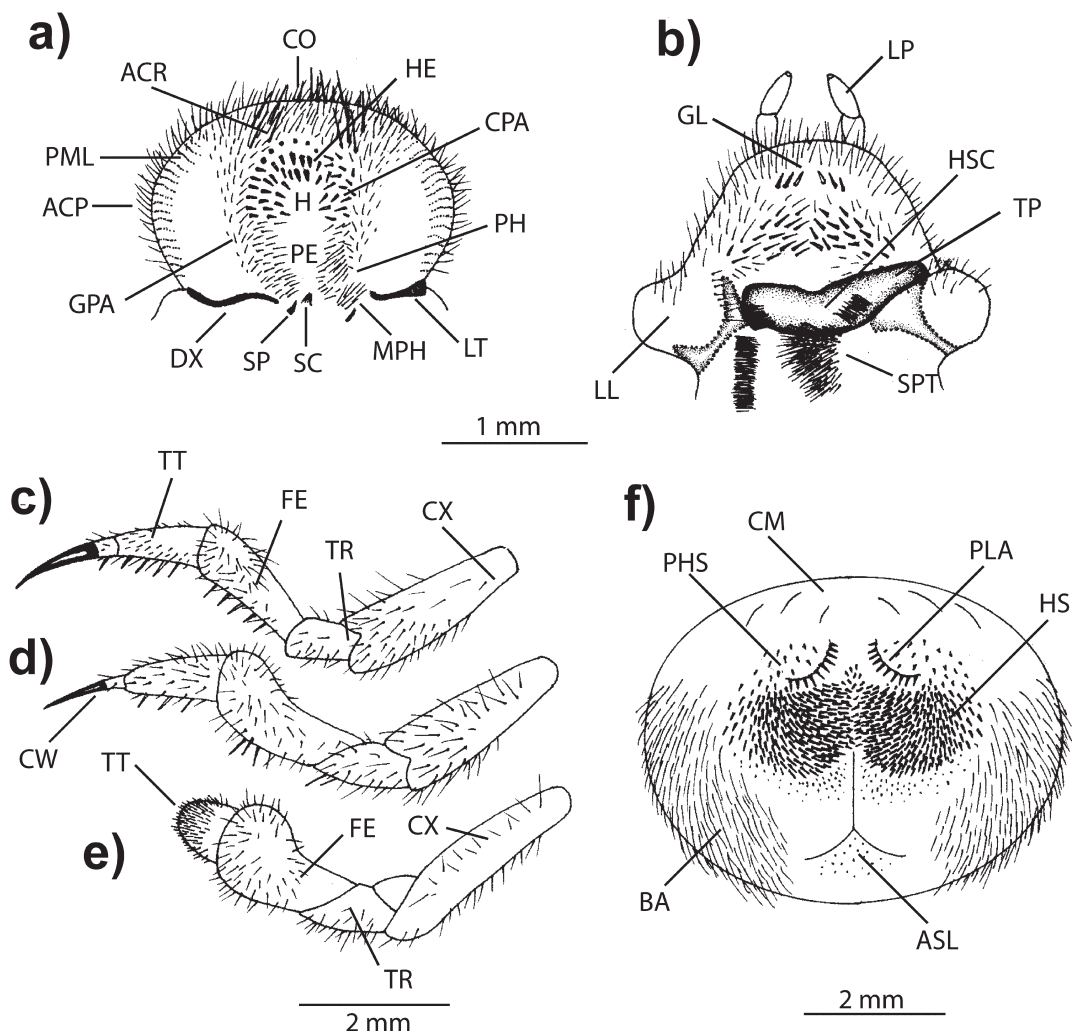 a)
CO
ACR
HE
CPA
PML
ACP
H
PE
PH
GPA
DX
SP
SC
MPH
LT
b)
LP
GL
HSC
TP
LL
SPT
1 mm
c)
TT
FE
TR
CX
d)
CW
TT
e)
FE
CX
TR
2 mm
f)
CM
PHS
PLA
HS
BA
ASL
2 mm